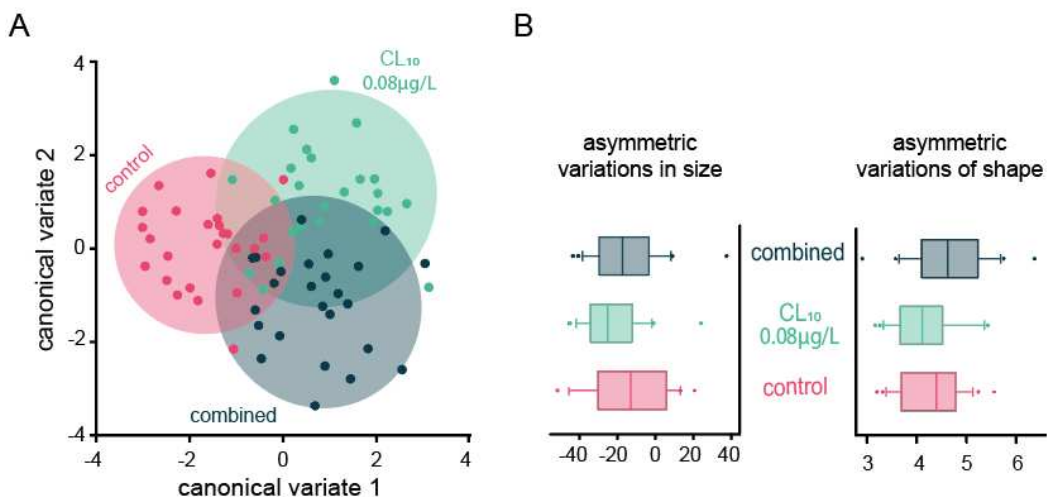 A
B
4
2
0
-2
-4
canonical variate 2
-4
-2
0
2
4
canonical variate 1
CL₁₀
0.08µg/L
control
combined
asymmetric
variations in size
asymmetric
variations of shape
combined
CL₁₀
0.08µg/L
control
-40 -20 0 20 40
3 4 5 6